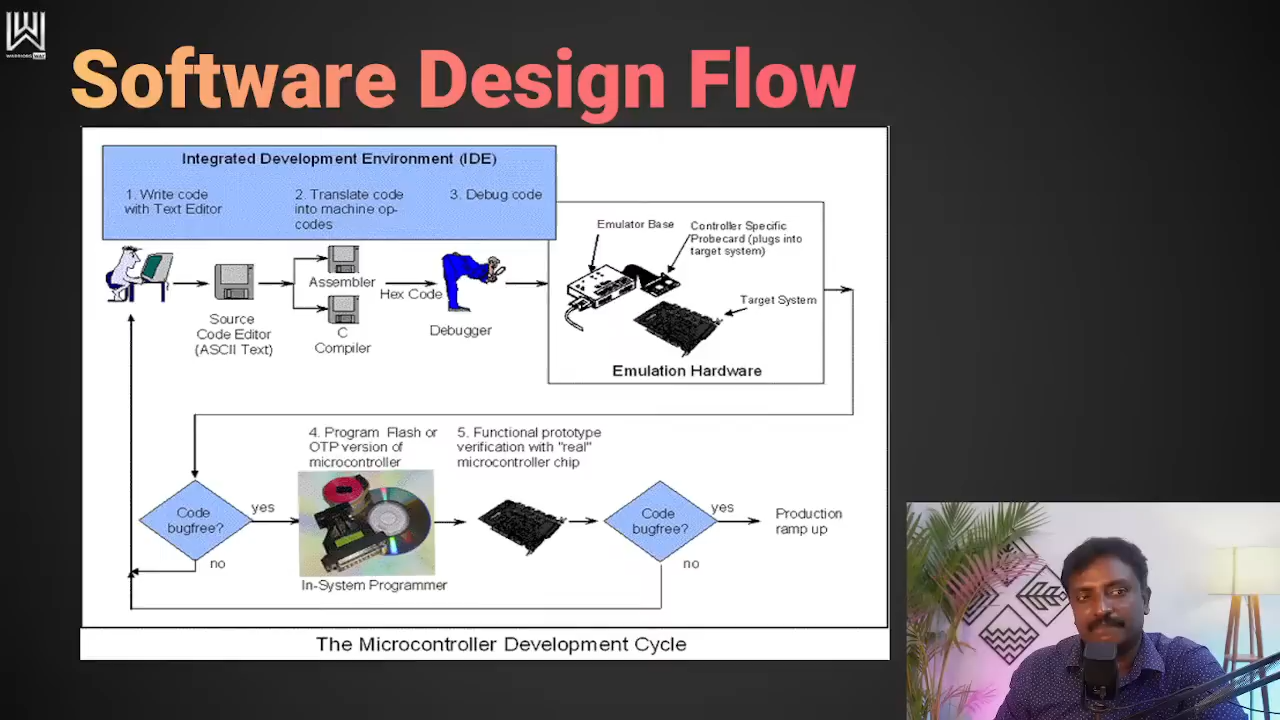 WARRIORS WAY
Software Design Flow
Integrated Development Environment (IDE)
1. Write code
with Text Editor
2. Translate code
into machine op-
codes
3. Debug code
Emulator Base
Controller Specific
Probecard (plugs into
target system)
Target System
Emulation Hardware
Source
Code Editor
(ASCII Text)
Assembler
C
Compiler
Hex Code
Debugger
4. Program Flash or
OTP version of
microcontroller
5. Functional prototype
verification with "real"
microcontroller chip
Code
bugfree?
yes
no
In-System Programmer
Code
bugfree?
yes
no
Production
ramp up
The Microcontroller Development Cycle